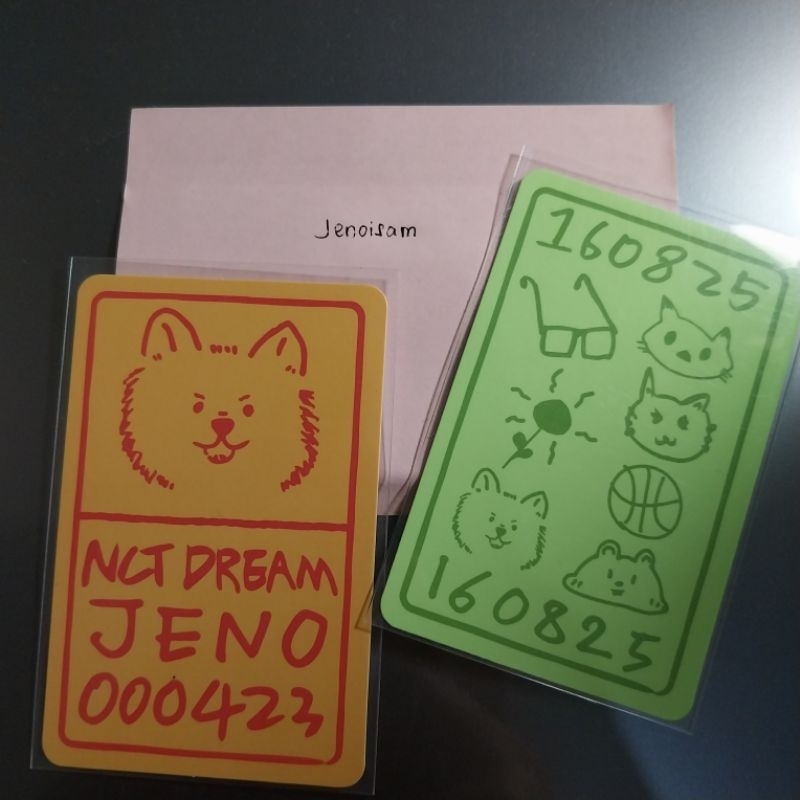 Jenoisam
160825
160825
NCT DREAM
JENO
000423